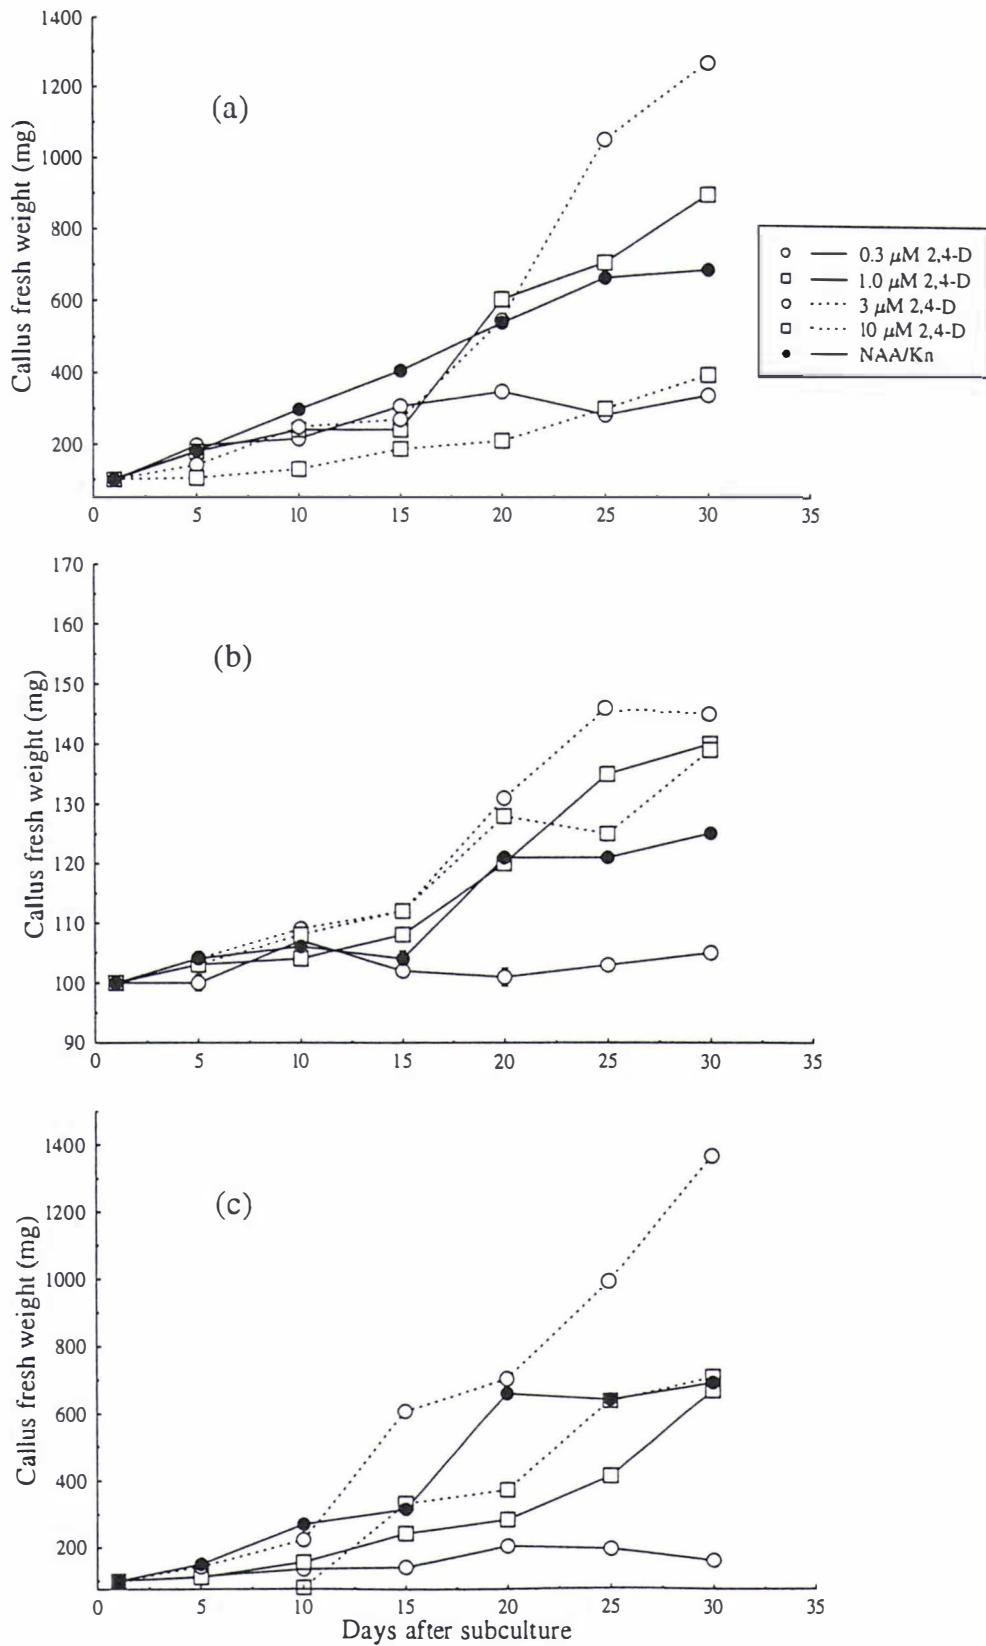 1400
1200
1000
800
600
400
200
Callus fresh weight (mg)
(a)
0 5 10 15 20 25 30 35
0.3 μM 2,4-D
1.0 μM 2,4-D
3 μM 2,4-D
10 μM 2,4-D
NAA/Kn
170
160
150
140
130
120
110
100
90
Callus fresh weight (mg)
(b)
0 5 10 15 20 25 30 35
1400
1200
1000
800
600
400
200
Callus fresh weight (mg)
(c)
0 5 10 15 20 25 30 35
Days after subculture